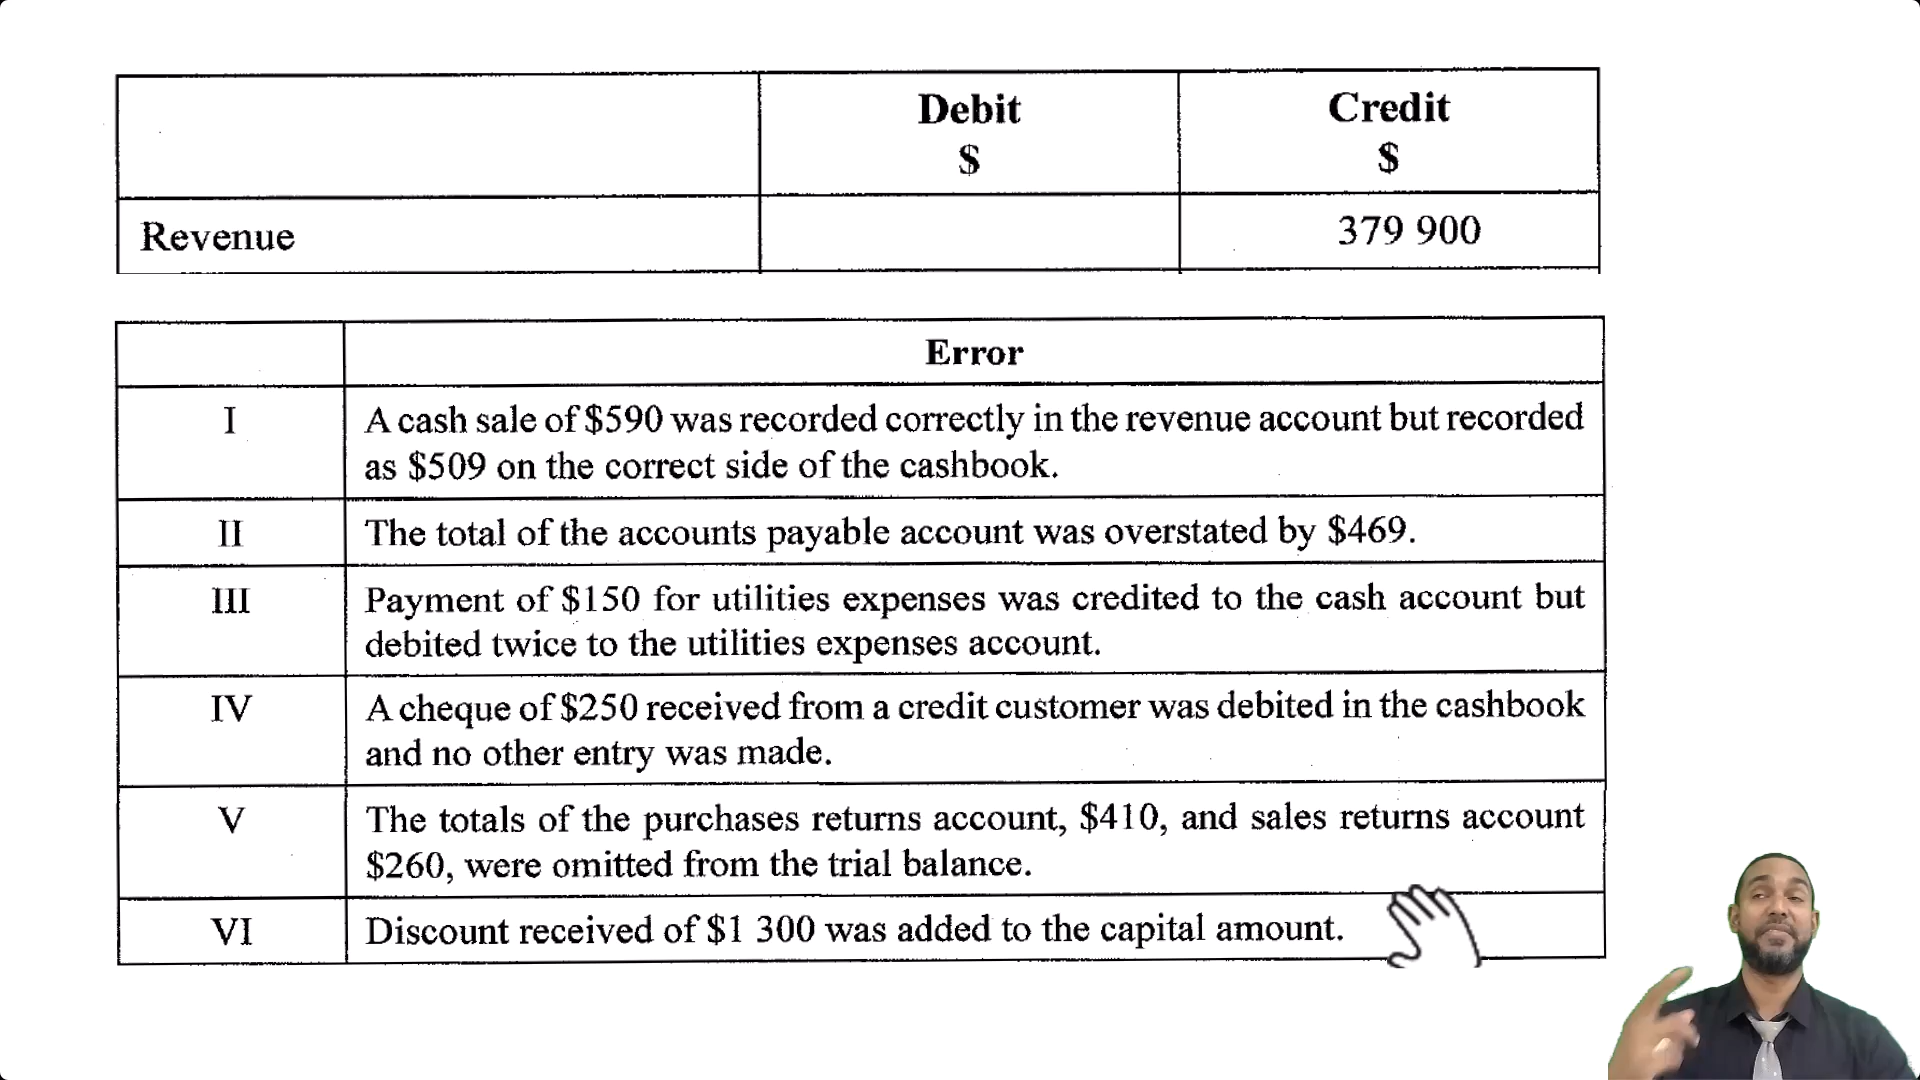 Debit
$
Credit
$
Revenue
379 900
Error
I
A cash sale of $590 was recorded correctly in the revenue account but recorded
as $509 on the correct side of the cashbook.
II
The total of the accounts payable account was overstated by $469.
III
Payment of $150 for utilities expenses was credited to the cash account but
debited twice to the utilities expenses account.
IV
A cheque of $250 received from a credit customer was debited in the cashbook
and no other entry was made.
V
The totals of the purchases returns account, $410, and sales returns account
$260, were omitted from the trial balance.
VI
Discount received of $1 300 was added to the capital amount.